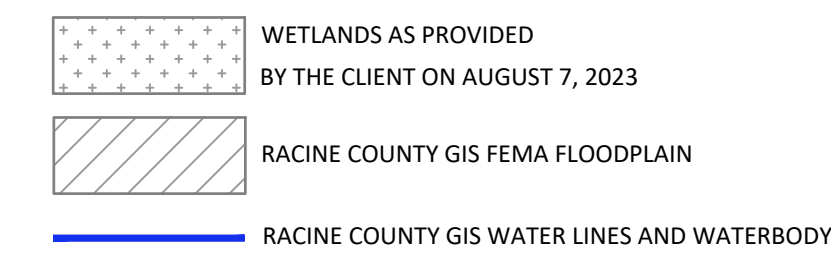 WETLANDS AS PROVIDED
BY THE CLIENT ON AUGUST 7, 2023
RACINE COUNTY GIS FEMA FLOODPLAIN
RACINE COUNTY GIS WATER LINES AND WATERBODY